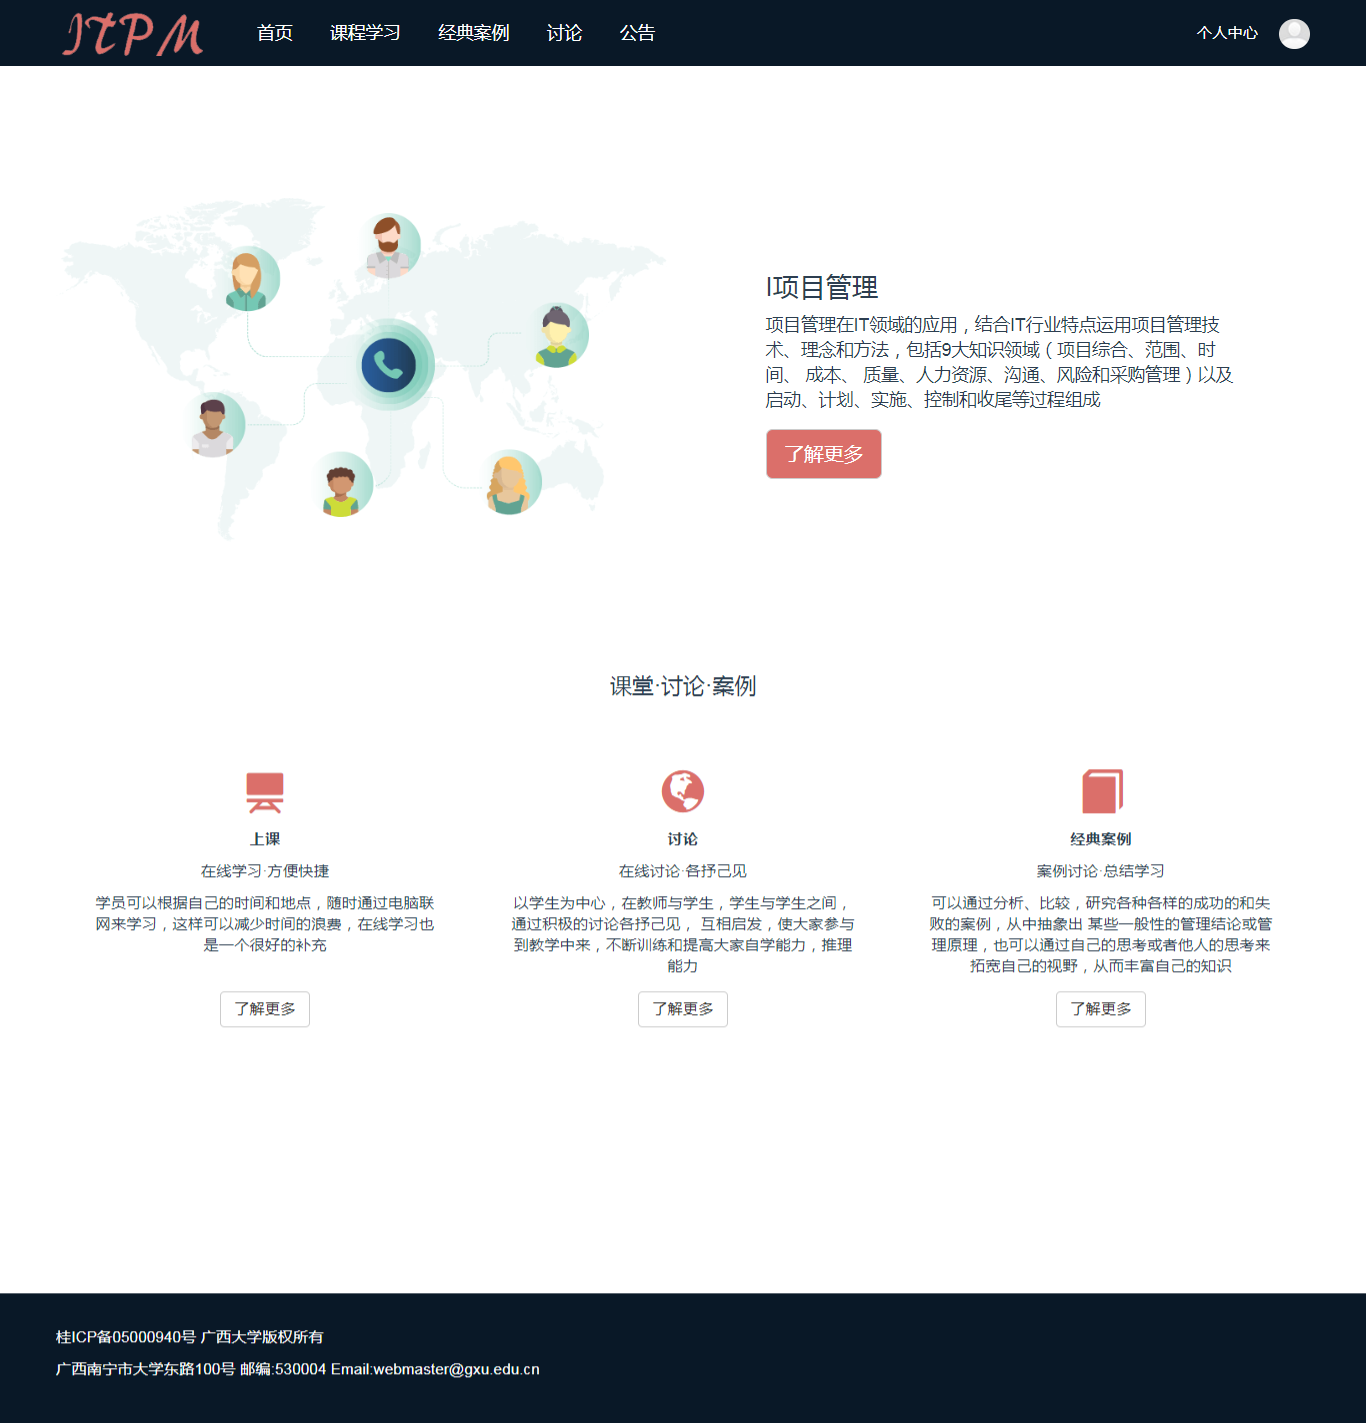 ITPM 首页 课程学习 经典案例 讨论 公告 个人中心
I项目管理
项目管理在IT领域的应用，结合IT行业特点运用项目管理技
术、理念和方法，包括9大知识领域（项目综合、范围、时
间、 成本、 质量、人力资源、沟通、风险和采购管理）以及
启动、计划、实施、控制和收尾等过程组成
了解更多
课堂·讨论·案例
上课
在线学习·方便快捷
学员可以根据自己的时间和地点，随时通过电脑联
网来学习，这样可以减少时间的浪费，在线学习也
是一个很好的补充
了解更多
讨论
在线讨论·各抒己见
以学生为中心，在教师与学生，学生与学生之间，
通过积极的讨论各抒己见， 互相启发，使大家参与
到教学中来，不断训练和提高大家自学能力，推理
能力
了解更多
经典案例
案例讨论·总结学习
可以通过分析、比较，研究各种各样的成功的和失
败的案例，从中抽象出 某些一般性的管理结论或管
理原理，也可以通过自己的思考或者他人的思考来
拓宽自己的视野，从而丰富自己的知识
了解更多
桂ICP备05000940号 广西大学版权所有
广西南宁市大学东路100号 邮编:530004 Email:webmaster@gxu.edu.cn